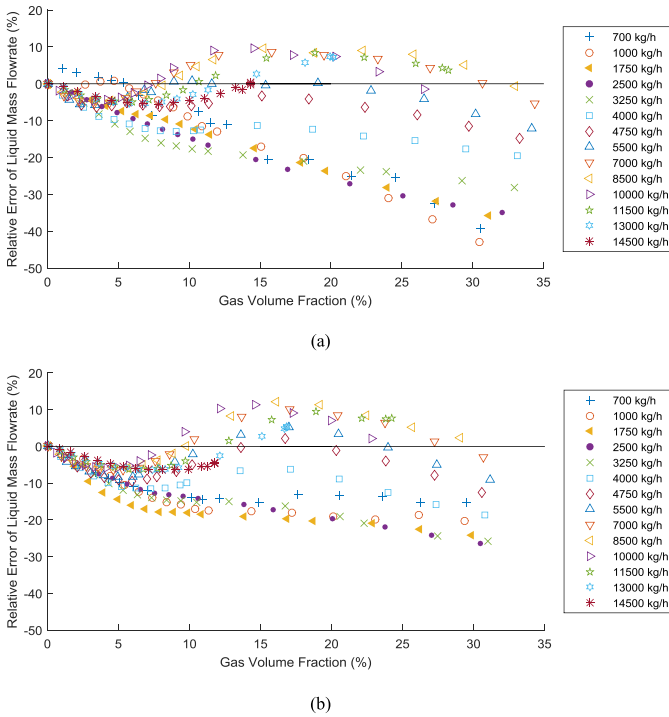 20
10
0
-10
-20
-30
-40
-50
0
5
10
15
20
25
30
35
Relative Error of Liquid Mass Flowrate (%)
Gas Volume Fraction (%)
700 kg/h
1000 kg/h
1750 kg/h
2500 kg/h
3250 kg/h
4000 kg/h
4750 kg/h
5500 kg/h
7000 kg/h
8500 kg/h
10000 kg/h
11500 kg/h
13000 kg/h
14500 kg/h
(a)
20
10
0
-10
-20
-30
-40
-50
0
5
10
15
20
25
30
35
Relative Error of Liquid Mass Flowrate (%)
Gas Volume Fraction (%)
700 kg/h
1000 kg/h
1750 kg/h
2500 kg/h
3250 kg/h
4000 kg/h
4750 kg/h
5500 kg/h
7000 kg/h
8500 kg/h
10000 kg/h
11500 kg/h
13000 kg/h
14500 kg/h
(b)